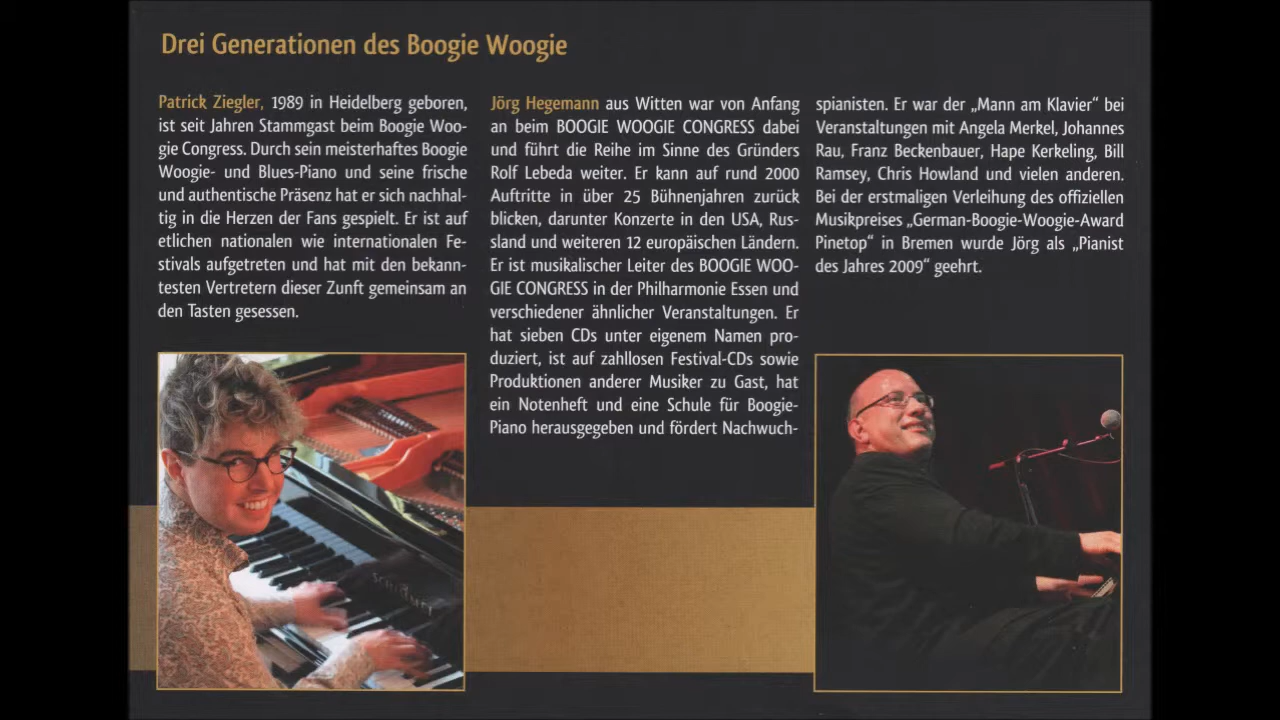 Drei Generationen des Boogie Woogie
Patrick Ziegler, 1989 in Heidelberg geboren,
ist seit Jahren Stammgast beim Boogie Woo-
gie Congress. Durch sein meisterhaftes Boogie
Woogie- und Blues-Piano und seine frische
und authentische Präsenz hat er sich nachhal-
tig in die Herzen der Fans gespielt. Er ist auf
etlichen nationalen wie internationalen Fe-
stivals aufgetreten und hat mit den bekann-
testen Vertretern dieser Zunft gemeinsam an
den Tasten gesessen.
Jörg Hegemann aus Witten war von Anfang
an beim BOOGIE WOOGIE CONGRESS dabei
und führt die Reihe im Sinne des Gründers
Rolf Lebeda weiter. Er kann auf rund 2000
Auftritte in über 25 Bühnenjahren zurück
blicken, darunter Konzerte in den USA, Rus-
sland und weiteren 12 europäischen Ländern.
Er ist musikalischer Leiter des BOOGIE WOO-
GIE CONGRESS in der Philharmonie Essen und
verschiedener ähnlicher Veranstaltungen. Er
hat sieben CDs unter eigenem Namen pro-
duziert, ist auf zahllosen Festival-CDs sowie
Produktionen anderer Musiker zu Gast, hat
ein Notenheft und eine Schule für Boogie-
Piano herausgegeben und fördert Nachwuch-
spianisten. Er war der „Mann am Klavier“ bei
Veranstaltungen mit Angela Merkel, Johannes
Rau, Franz Beckenbauer, Hape Kerkeling, Bill
Ramsey, Chris Howland und vielen anderen.
Bei der erstmaligen Verleihung des offiziellen
Musikpreises „German-Boogie-Woogie-Award
Pinetop“ in Bremen wurde Jörg als „Pianist
des Jahres 2009“ geehrt.